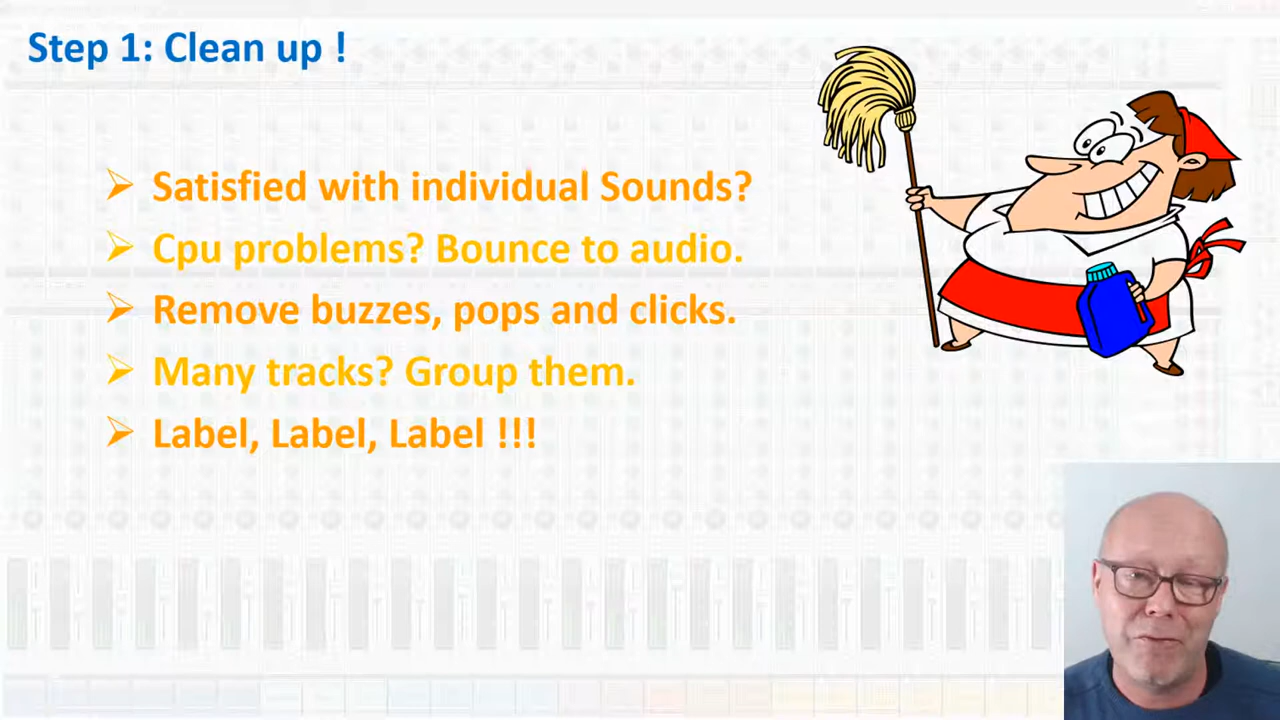 Step 1: Clean up !
Satisfied with individual Sounds?
Cpu problems? Bounce to audio.
Remove buzzes, pops and clicks.
Many tracks? Group them.
Label, Label, Label !!!